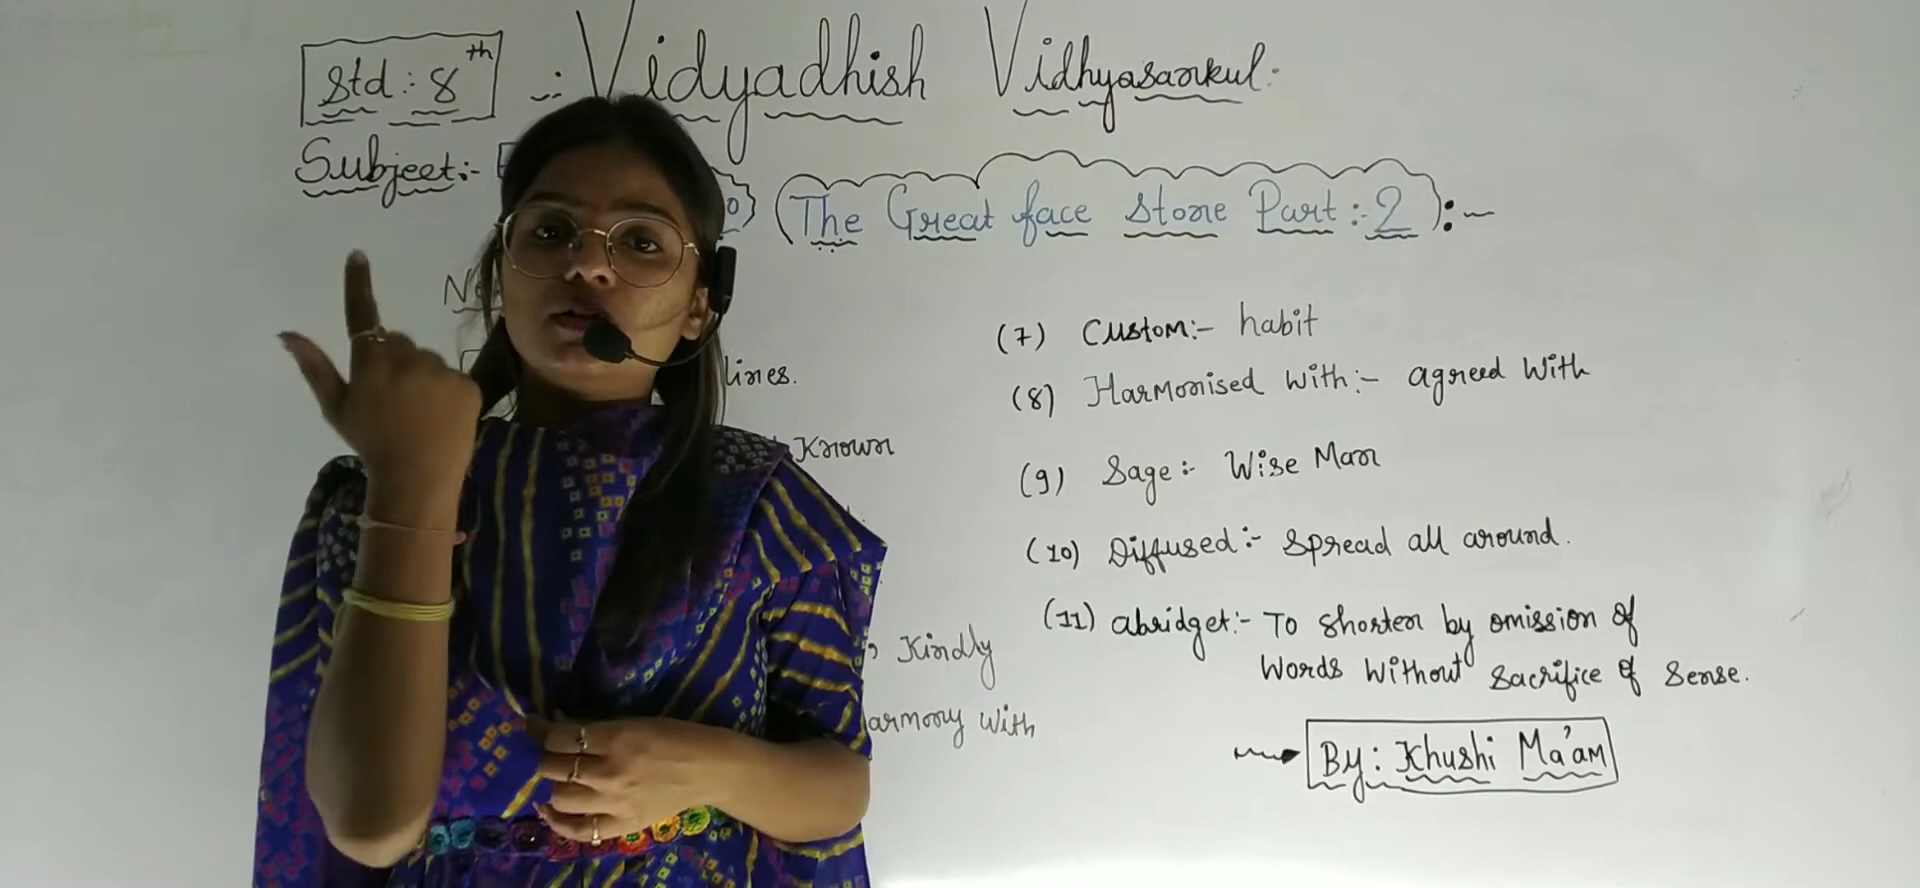 Std : 8th
-: Vidyadhish Vidhyasankul.
Subject:-
(The Great face Stone Part :- 2) :-
(7) Custom:- habit
lines.
(8) Harmonised With:- agreed With
Known
(9) Sage :- Wise Man
(10) Diffused :- Spread all around.
(11) abridget:- To Shorten by omission of
Kindly
Words Without Sacrifice of Sense.
With
By: Khushi Ma'am